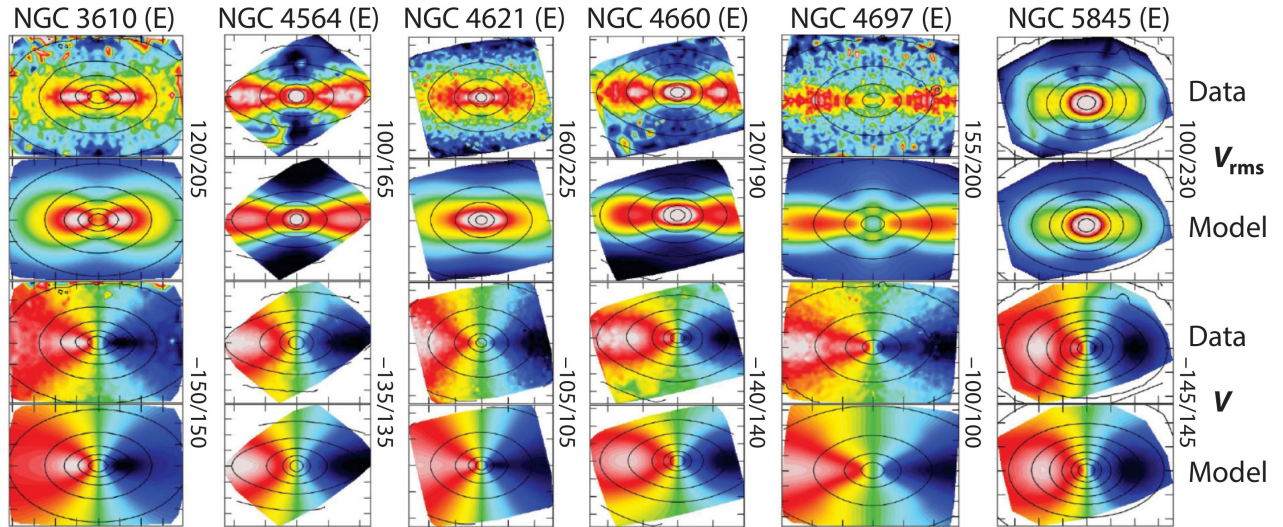 NGC 3610 (E) NGC 4564 (E) NGC 4621 (E) NGC 4660 (E) NGC 4697 (E) NGC 5845 (E)
Data
120/205 100/165 160/225 120/190 155/200 100/230
Vrms
Model
Data
−150/150 −135/135 −105/105 −140/140 −100/100 −145/145
V
Model